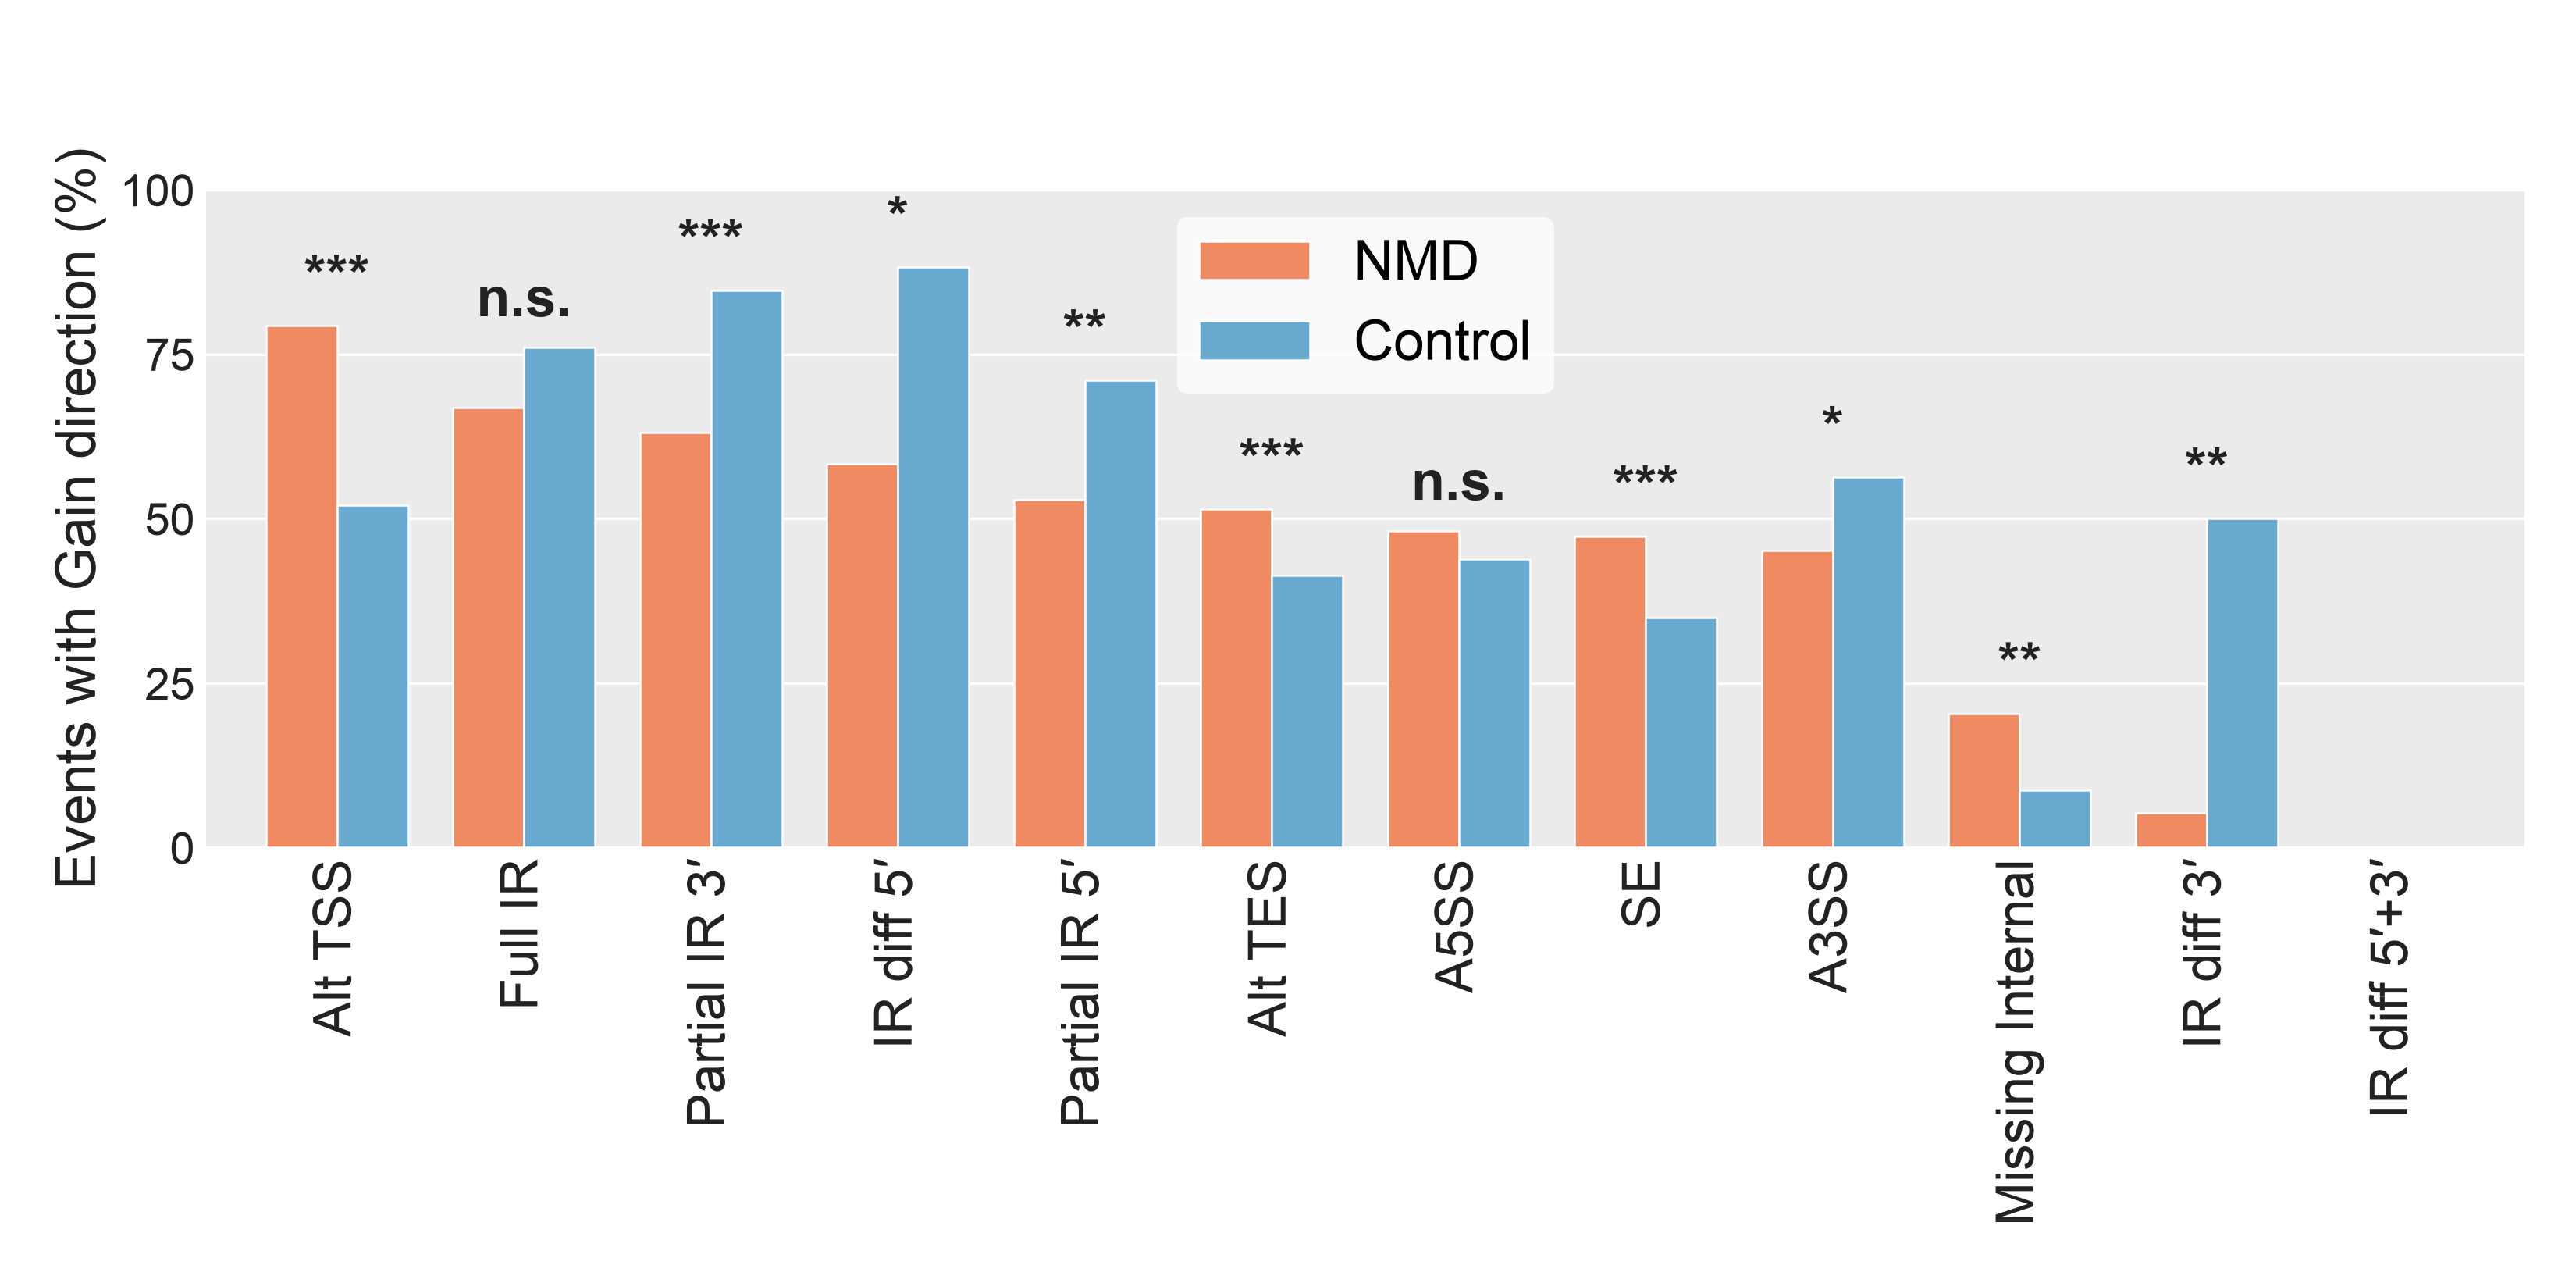 Events with Gain direction (%)
100
75
50
25
0
***
n.s.
***
*
**
***
n.s.
***
*
**
**
NMD
Control
Alt TSS
Full IR
Partial IR 3′
IR diff 5′
Partial IR 5′
Alt TES
A5SS
SE
A3SS
Missing Internal
IR diff 3′
IR diff 5′+3′